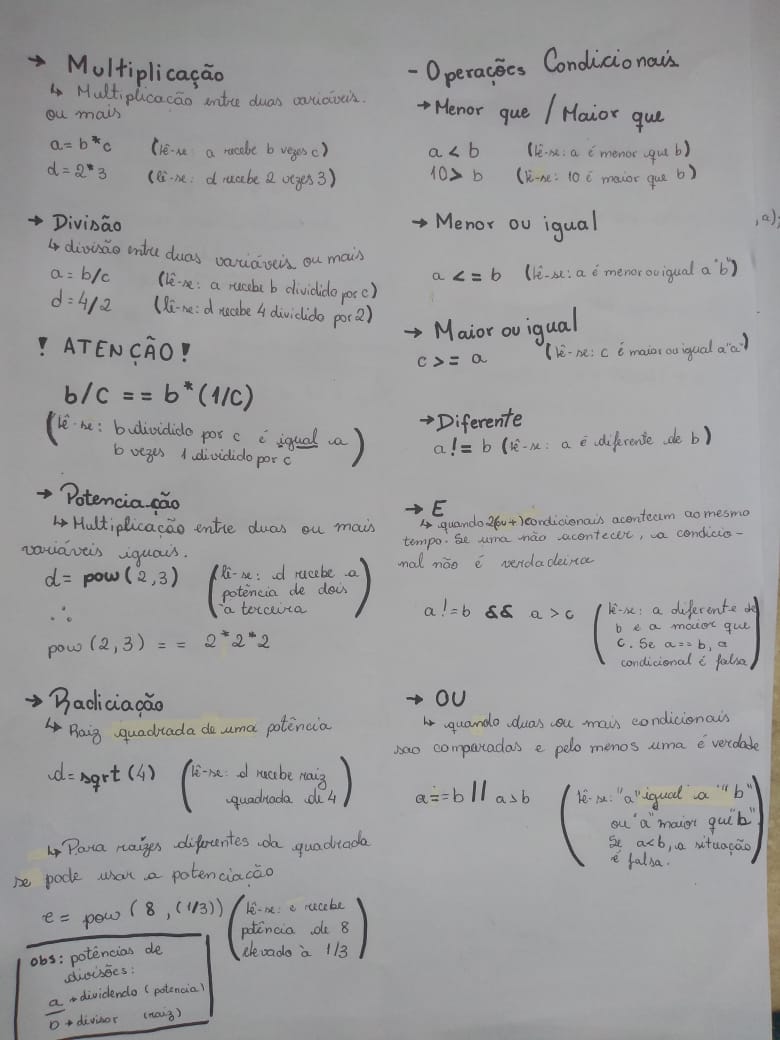 → Multiplicação
↳ Multiplicacão entre duas variáveis.
ou mais
a = b*c (lê-se: a recebe b vezes c)
d = 2*3 (lê-se: d recebe 2 vezes 3)
→ Divisão
↳ divisão entre duas variáveis ou mais
a = b/c (lê-se: a recebe b dividido por c)
d = 4/2 (lê-se: d recebe 4 dividido por 2)
! ATENÇÃO!
b/c == b*(1/c)
(lê-se: b dividido por c é igual a
b vezes 1 dividido por c)
→ Potenciação
↳ Multiplicação entre duas ou mais
variáveis iguais.
d = pow(2,3) (lê-se: d recebe a
potência de dois
à terceira)
∴
pow(2,3) == 2*2*2
→ Radiciação
↳ Raiz quadrada de uma potência
d = sqrt(4) (lê-se: d recebe raiz
quadrada de 4)
↳ Para raízes diferentes da quadrada
se pode usar a potenciação
e = pow(8,(1/3)) (lê-se: e recebe
potência de 8
elevado à 1/3)
obs: potências de
divisões:
a → dividendo (potencia)
b → divisor (raiz)
- Operações Condicionais
→ Menor que / Maior que
a < b (lê-se: a é menor que b)
10 > b (lê-se: 10 é maior que b)
→ Menor ou igual
a <= b (lê-se: a é menor ou igual a "b")
→ Maior ou igual
c >= a (lê-se: c é maior ou igual a "a")
→ Diferente
a != b (lê-se: a é diferente de b)
→ E
↳ quando 2(ou +) condicionais acontecem ao mesmo
tempo. Se uma não acontecer, a condicio-
nal não é verdadeira
a != b && a > c (lê-se: a diferente de
b e a maior que
c. Se a == b, a
condicional é falsa)
→ OU
↳ quando duas ou mais condicionais
sao comparadas e pelo menos uma é verdade
a == b || a > b (lê-se: "a" igual a "b"
ou "a" maior que "b".
Se a<b, a situação
é falsa.)
,a);